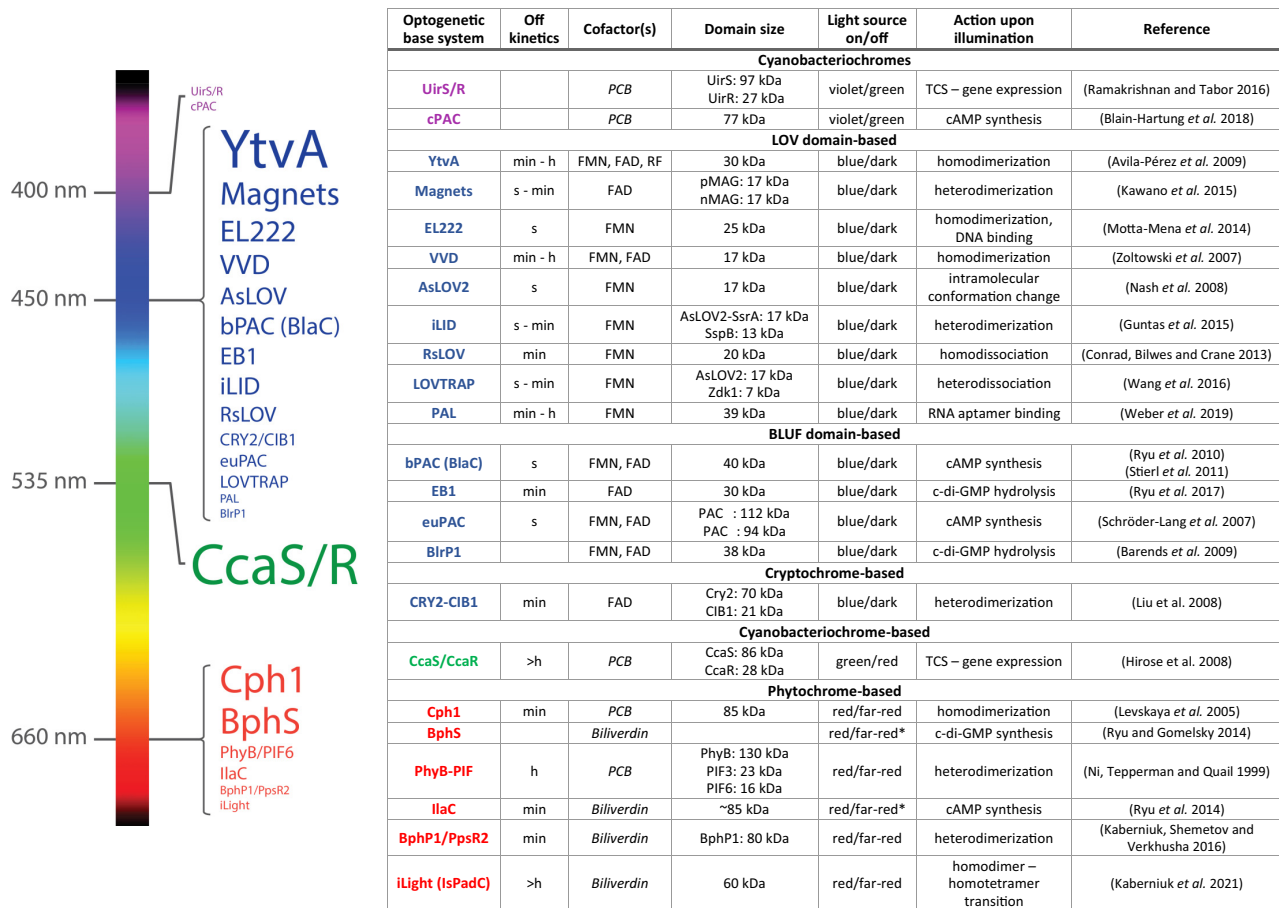 UirS/R
cPAC
400 nm
YtvA
Magnets
EL222
VVD
AsLOV
450 nm
bPAC (BlaC)
EB1
iLID
RsLOV
CRY2/CIB1
euPAC
535 nm
LOVTRAP
PAL
BlrP1
CcaS/R
Cph1
BphS
660 nm
PhyB/PIF6
IlaC
BphP1/PpsR2
iLight
Optogenetic base system | Off kinetics | Cofactor(s) | Domain size | Light source on/off | Action upon illumination | Reference
Cyanobacteriochromes
UirS/R | PCB | UirS: 97 kDa UirR: 27 kDa | violet/green | TCS – gene expression | (Ramakrishnan and Tabor 2016)
cPAC | PCB | 77 kDa | violet/green | cAMP synthesis | (Blain-Hartung et al. 2018)
LOV domain-based
YtvA | min - h | FMN, FAD, RF | 30 kDa | blue/dark | homodimerization | (Avila-Pérez et al. 2009)
Magnets | s - min | FAD | pMAG: 17 kDa nMAG: 17 kDa | blue/dark | heterodimerization | (Kawano et al. 2015)
EL222 | s | FMN | 25 kDa | blue/dark | homodimerization, DNA binding | (Motta-Mena et al. 2014)
VVD | min - h | FMN, FAD | 17 kDa | blue/dark | homodimerization | (Zoltowski et al. 2007)
AsLOV2 | s | FMN | 17 kDa | blue/dark | intramolecular conformation change | (Nash et al. 2008)
iLID | s - min | FMN | AsLOV2-SsrA: 17 kDa SspB: 13 kDa | blue/dark | heterodimerization | (Guntas et al. 2015)
RsLOV | min | FMN | 20 kDa | blue/dark | homodissociation | (Conrad, Bilwes and Crane 2013)
LOVTRAP | s - min | FMN | AsLOV2: 17 kDa Zdk1: 7 kDa | blue/dark | heterodissociation | (Wang et al. 2016)
PAL | min - h | FMN | 39 kDa | blue/dark | RNA aptamer binding | (Weber et al. 2019)
BLUF domain-based
bPAC (BlaC) | s | FMN, FAD | 40 kDa | blue/dark | cAMP synthesis | (Ryu et al. 2010) (Stierl et al. 2011)
EB1 | min | FAD | 30 kDa | blue/dark | c-di-GMP hydrolysis | (Ryu et al. 2017)
euPAC | s | FMN, FAD | PAC : 112 kDa PAC : 94 kDa | blue/dark | cAMP synthesis | (Schröder-Lang et al. 2007)
BlrP1 | FMN, FAD | 38 kDa | blue/dark | c-di-GMP hydrolysis | (Barends et al. 2009)
Cryptochrome-based
CRY2-CIB1 | min | FAD | Cry2: 70 kDa CIB1: 21 kDa | blue/dark | heterodimerization | (Liu et al. 2008)
Cyanobacteriochrome-based
CcaS/CcaR | >h | PCB | CcaS: 86 kDa CcaR: 28 kDa | green/red | TCS – gene expression | (Hirose et al. 2008)
Phytochrome-based
Cph1 | min | PCB | 85 kDa | red/far-red | homodimerization | (Levskaya et al. 2005)
BphS | Biliverdin | red/far-red* | c-di-GMP synthesis | (Ryu and Gomelsky 2014)
PhyB-PIF | h | PCB | PhyB: 130 kDa PIF3: 23 kDa PIF6: 16 kDa | red/far-red | heterodimerization | (Ni, Tepperman and Quail 1999)
IlaC | min | Biliverdin | ~85 kDa | red/far-red* | cAMP synthesis | (Ryu et al. 2014)
BphP1/PpsR2 | min | Biliverdin | BphP1: 80 kDa | red/far-red | heterodimerization | (Kaberniuk, Shemetov and Verkhusha 2016)
iLight (IsPadC) | >h | Biliverdin | 60 kDa | red/far-red | homodimer – homotetramer transition | (Kaberniuk et al. 2021)